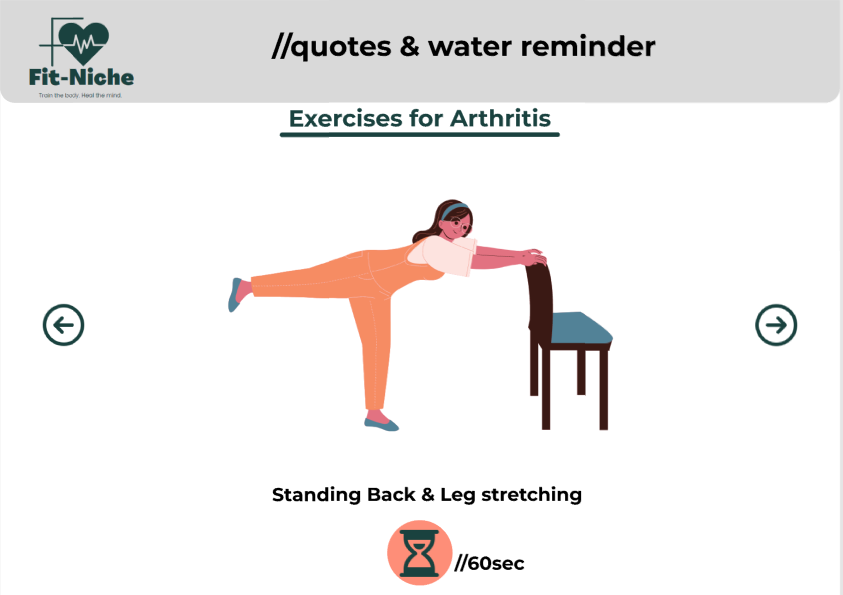 //quotes & water reminder
Fit-Niche
Train the body. Heal the mind.
Exercises for Arthritis
Standing Back & Leg stretching
//60sec